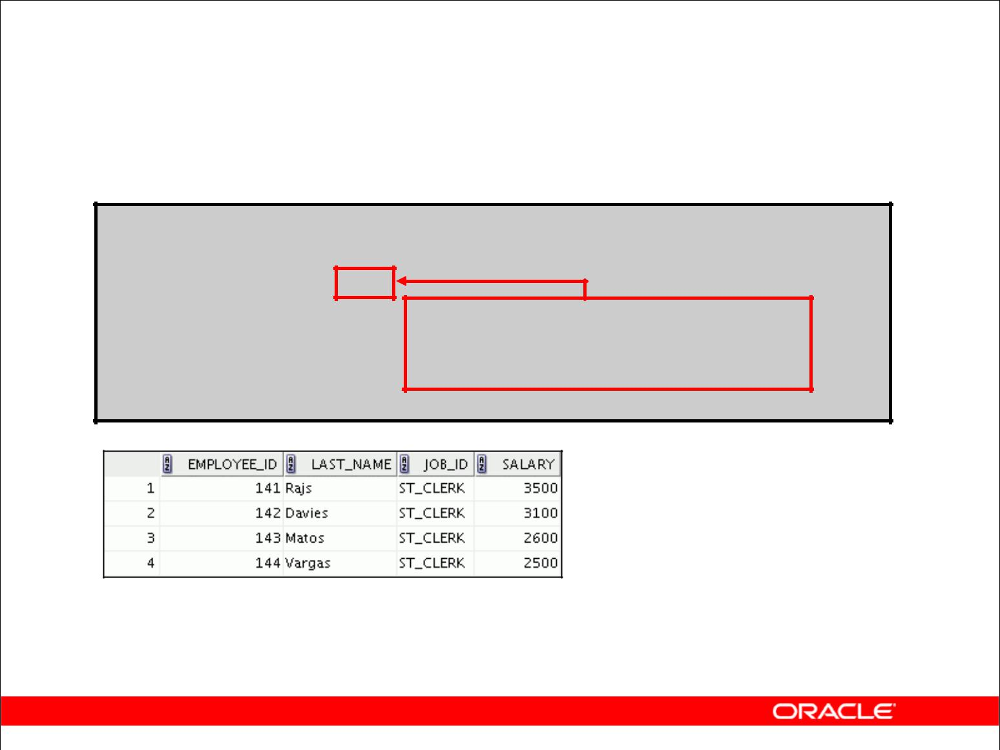 EMPLOYEE_ID LAST_NAME JOB_ID SALARY
1 141 Rajs ST_CLERK 3500
2 142 Davies ST_CLERK 3100
3 143 Matos ST_CLERK 2600
4 144 Vargas ST_CLERK 2500
ORACLE